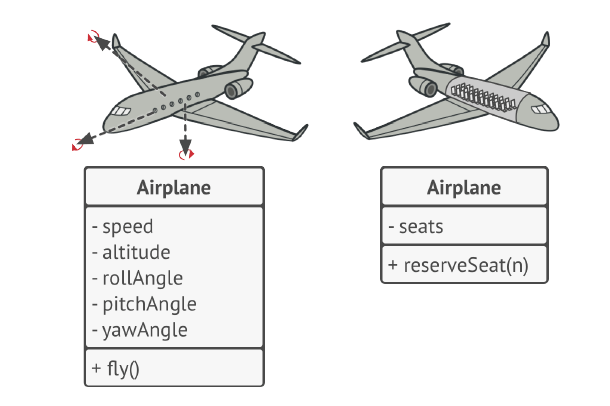 Airplane
- speed
- altitude
- rollAngle
- pitchAngle
- yawAngle
+ fly()
Airplane
- seats
+ reserveSeat(n)